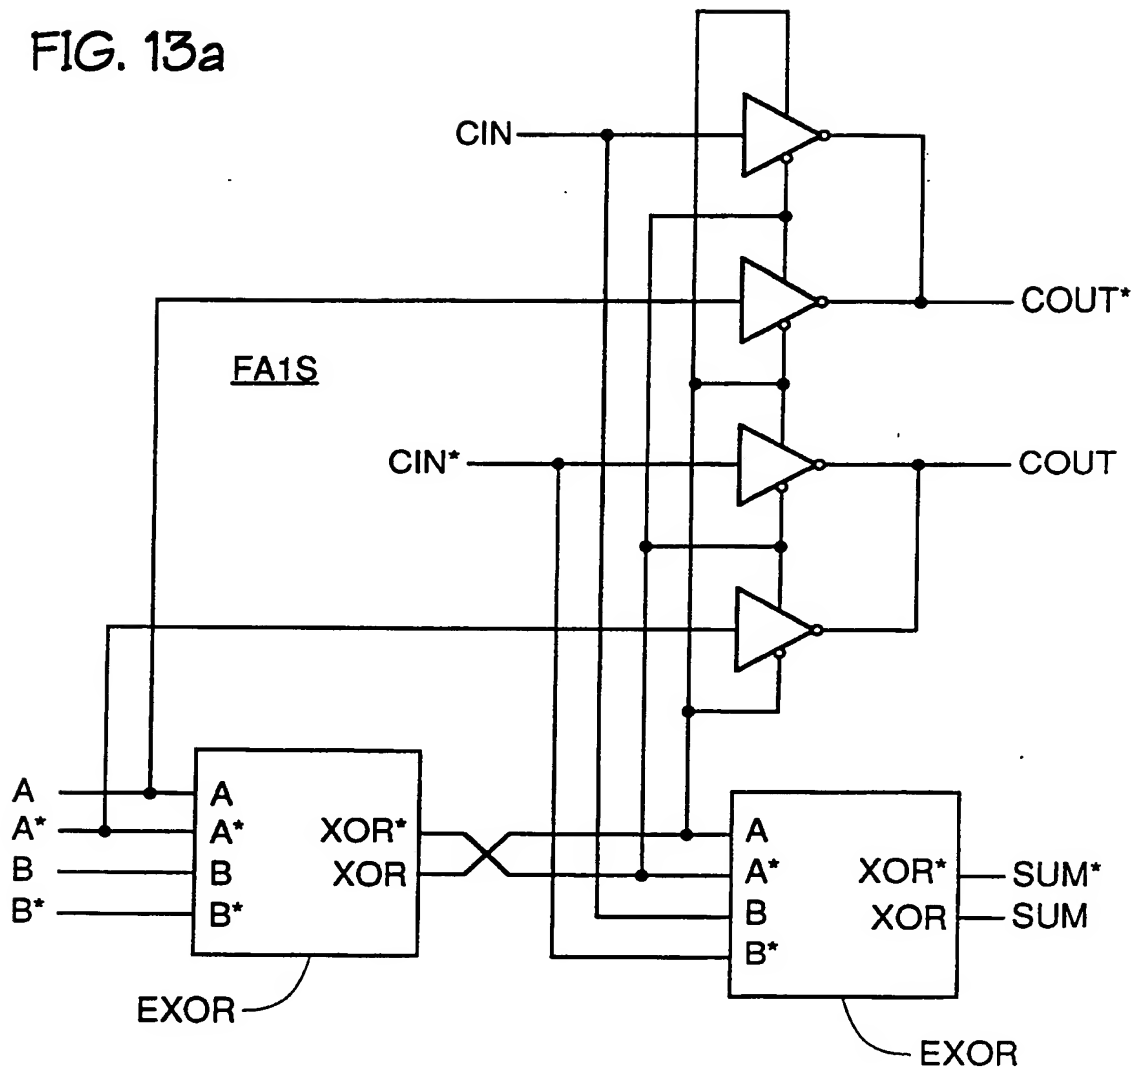 FIG. 13a
CIN
COUT*
FA1S
CIN*
COUT
A
A*
B
B*
A
A*
B
B*
XOR*
XOR
EXOR
A
A*
B
B*
XOR*
XOR
SUM*
SUM
EXOR